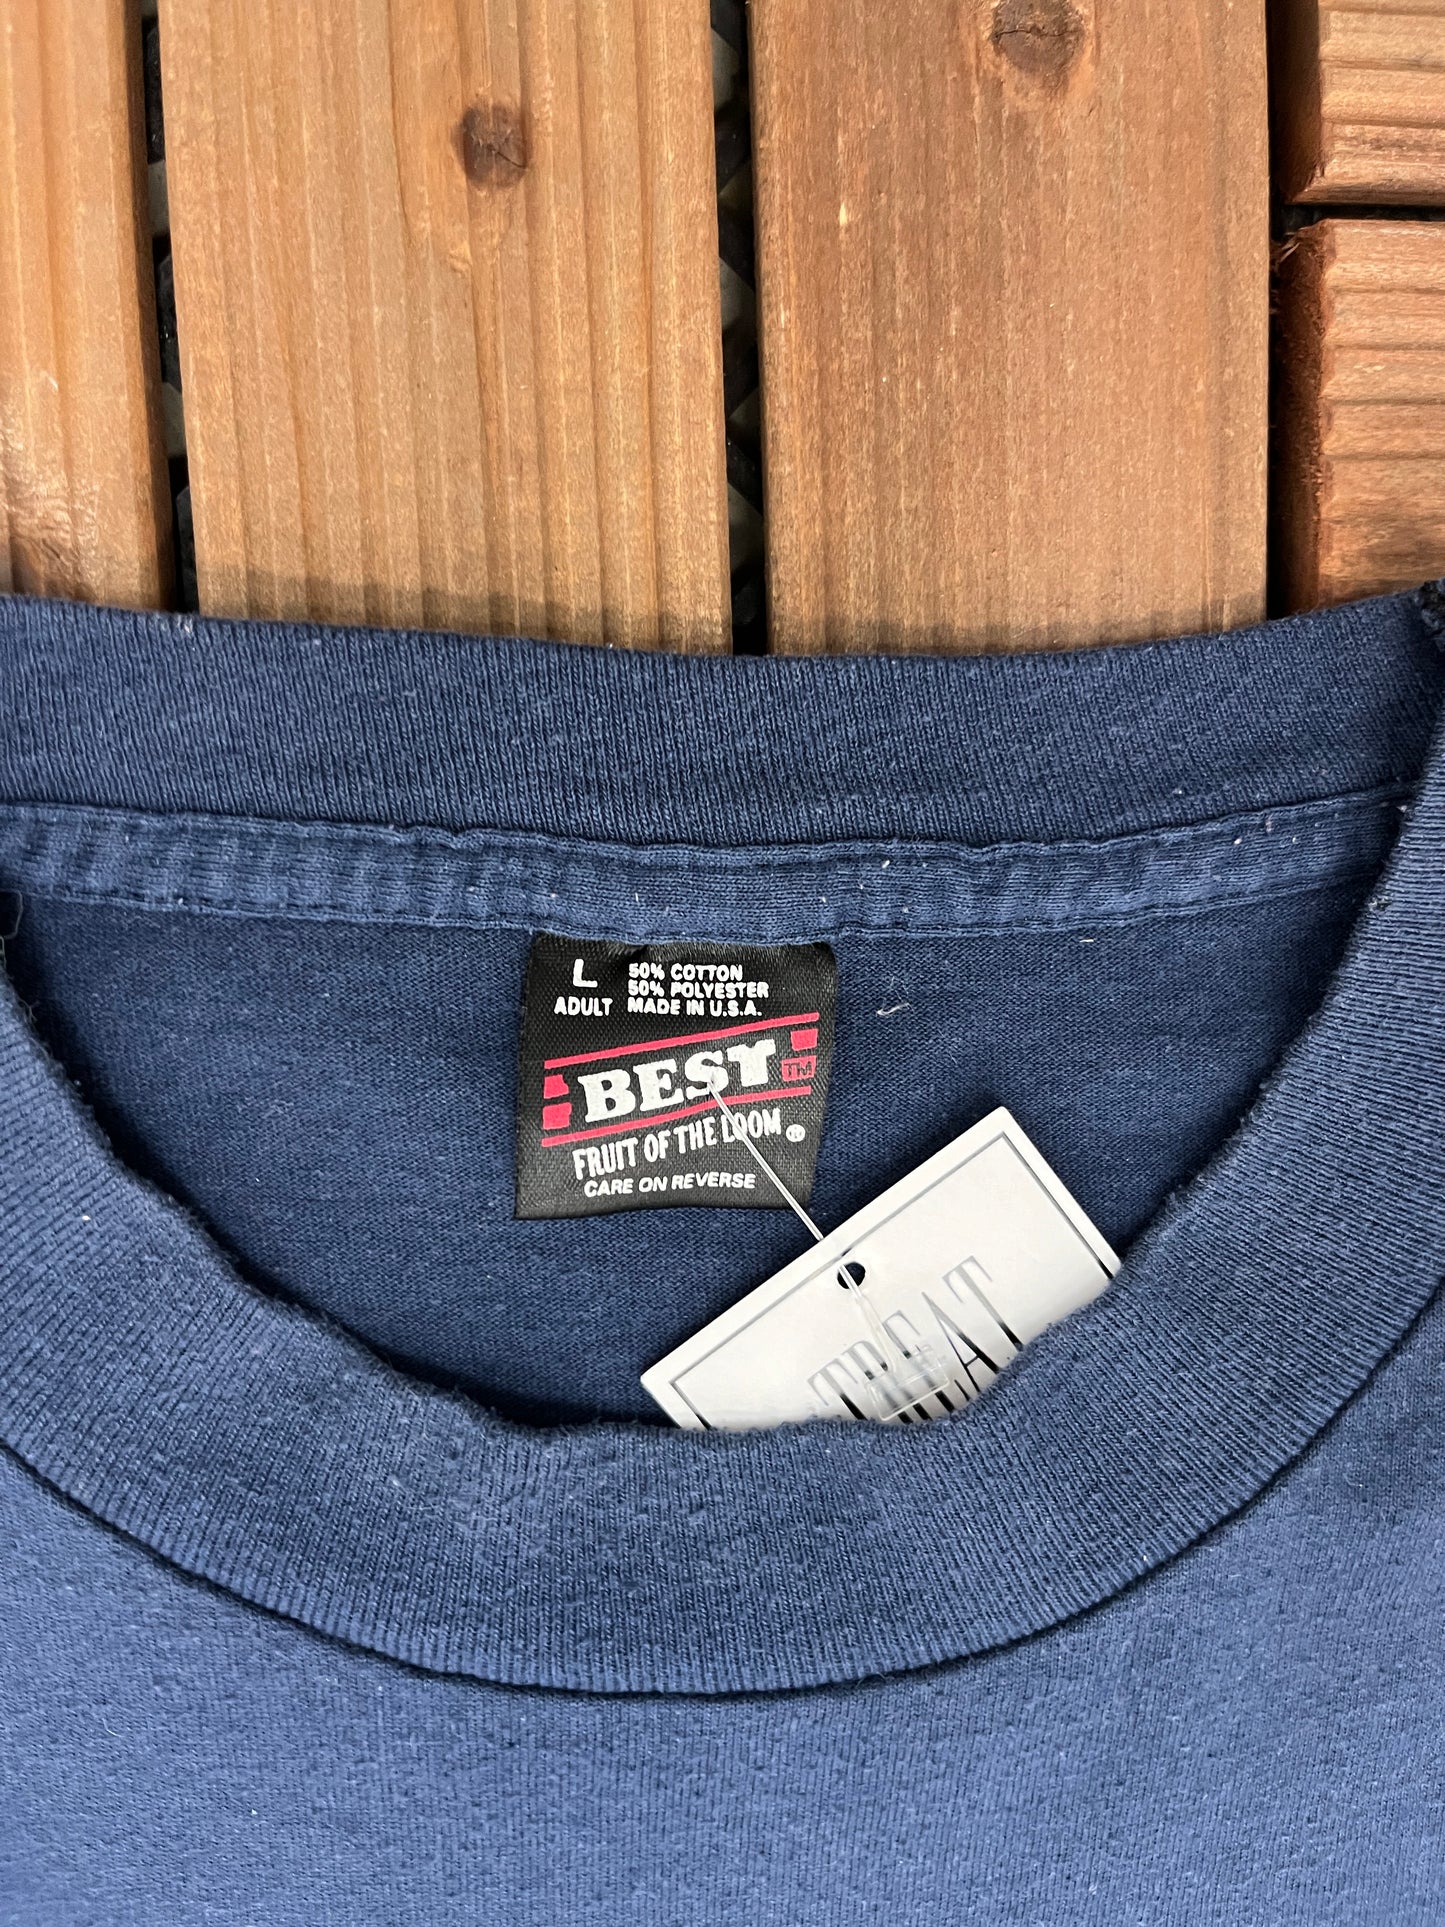 L 50% COTTON
50% POLYESTER
ADULT MADE IN U.S.A.
BEST TM
FRUIT OF THE LOOM ®
CARE ON REVERSE